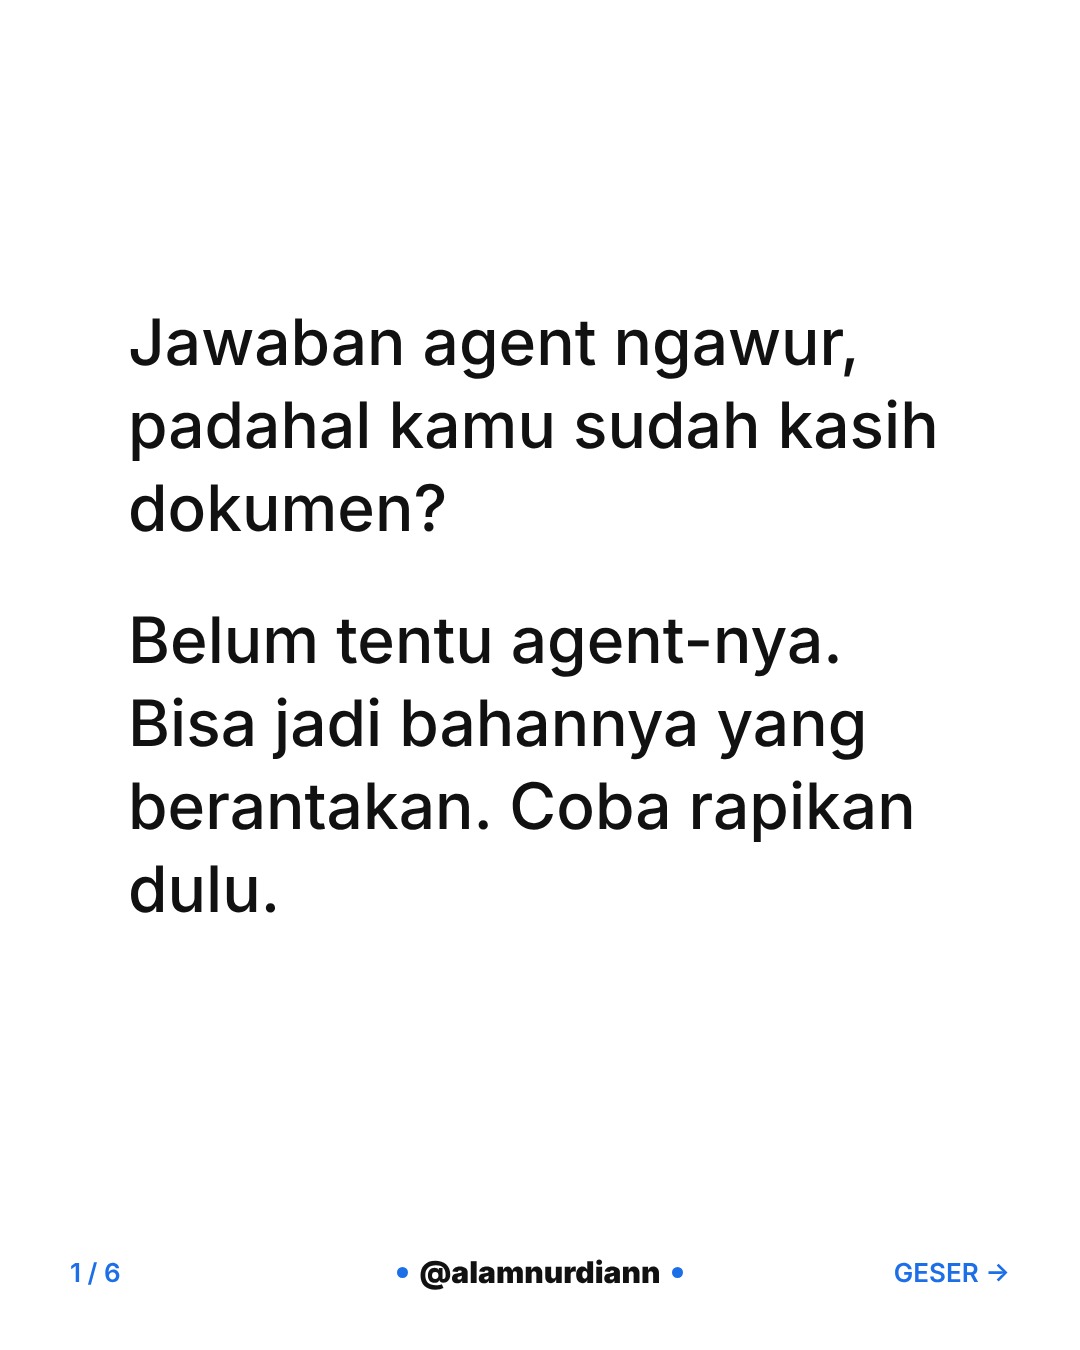 Jawaban agent ngawur,
padahal kamu sudah kasih
dokumen?
Belum tentu agent-nya.
Bisa jadi bahannya yang
berantakan. Coba rapikan
dulu.
1 / 6
• @alamnurdiann •
GESER →